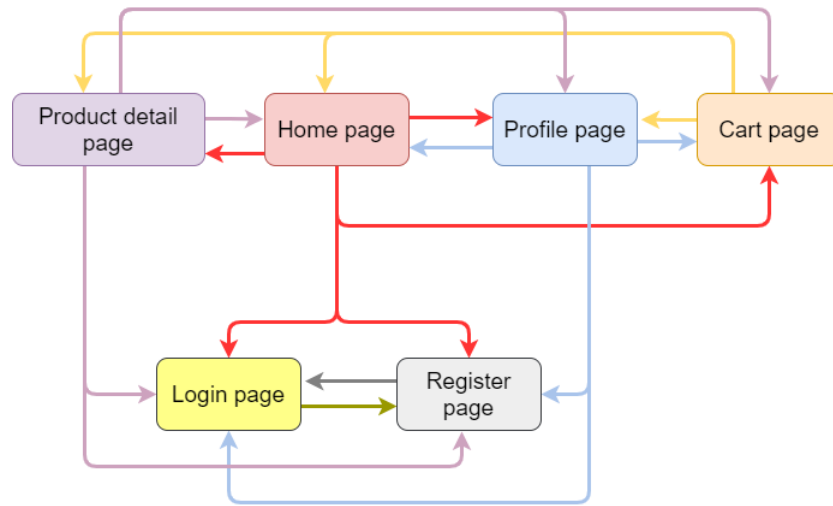 Product detail
page
Home page
Profile page
Cart page
Login page
Register
page